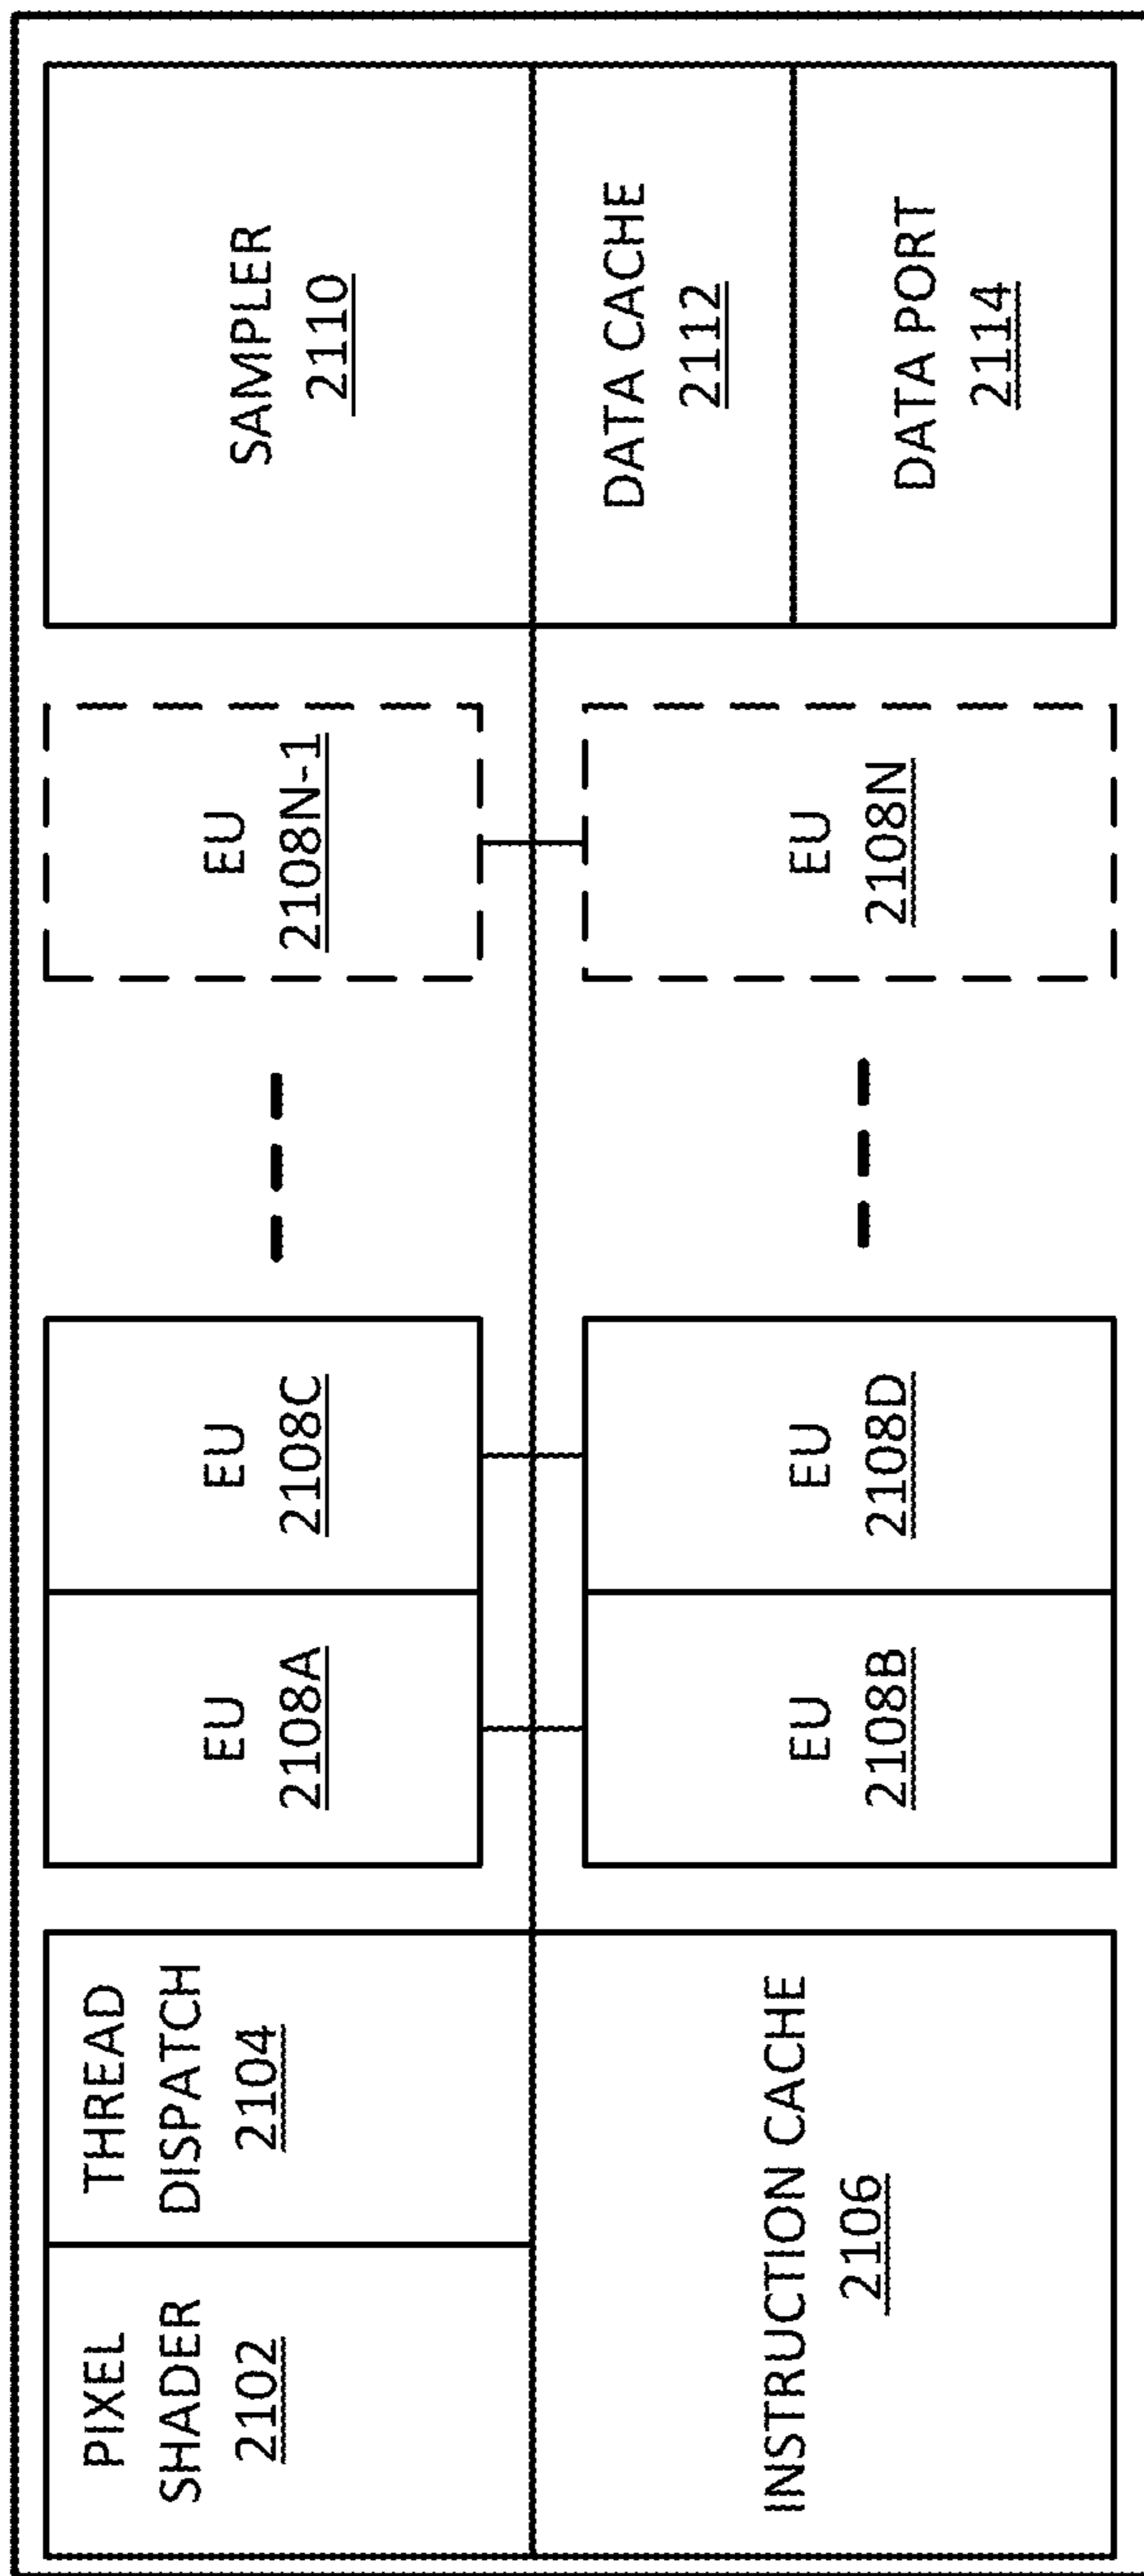 PIXEL
SHADER
2102
THREAD
DISPATCH
2104
INSTRUCTION CACHE
2106
EU
2108A
EU
2108C
EU
2108B
EU
2108D
EU
2108N-1
EU
2108N
SAMPLER
2110
DATA CACHE
2112
DATA PORT
2114